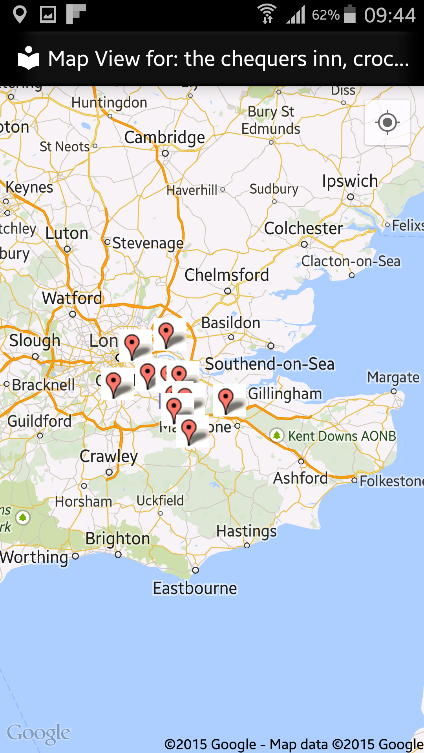 62% 09:44
Map View for: the chequers inn, croc...
Diss
Huntingdon
Bury St
Edmunds
Cambridge
St Neots
Ipswich
Keynes
Haverhill
Sudbury
Luton
Colchester
Stevenage
Clacton-on-Sea
Chelmsford
Watford
Basildon
Slough
Lon
Southend-on-Sea
Bracknell
Margate
Gillingham
Guildford
Kent Downs AONB
Crawley
Ashford
Folkestone
Horsham
Uckfield
Hastings
Brighton
Worthing
Eastbourne
Google
©2015 Google - Map data ©2015 Google